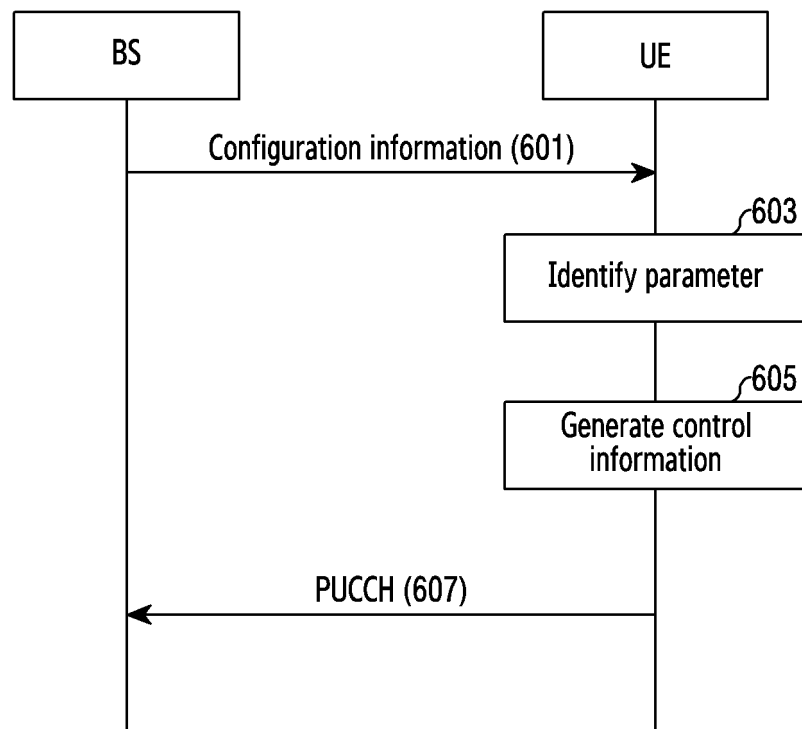 BS
UE
Configuration information (601)
603
Identify parameter
605
Generate control
information
PUCCH (607)